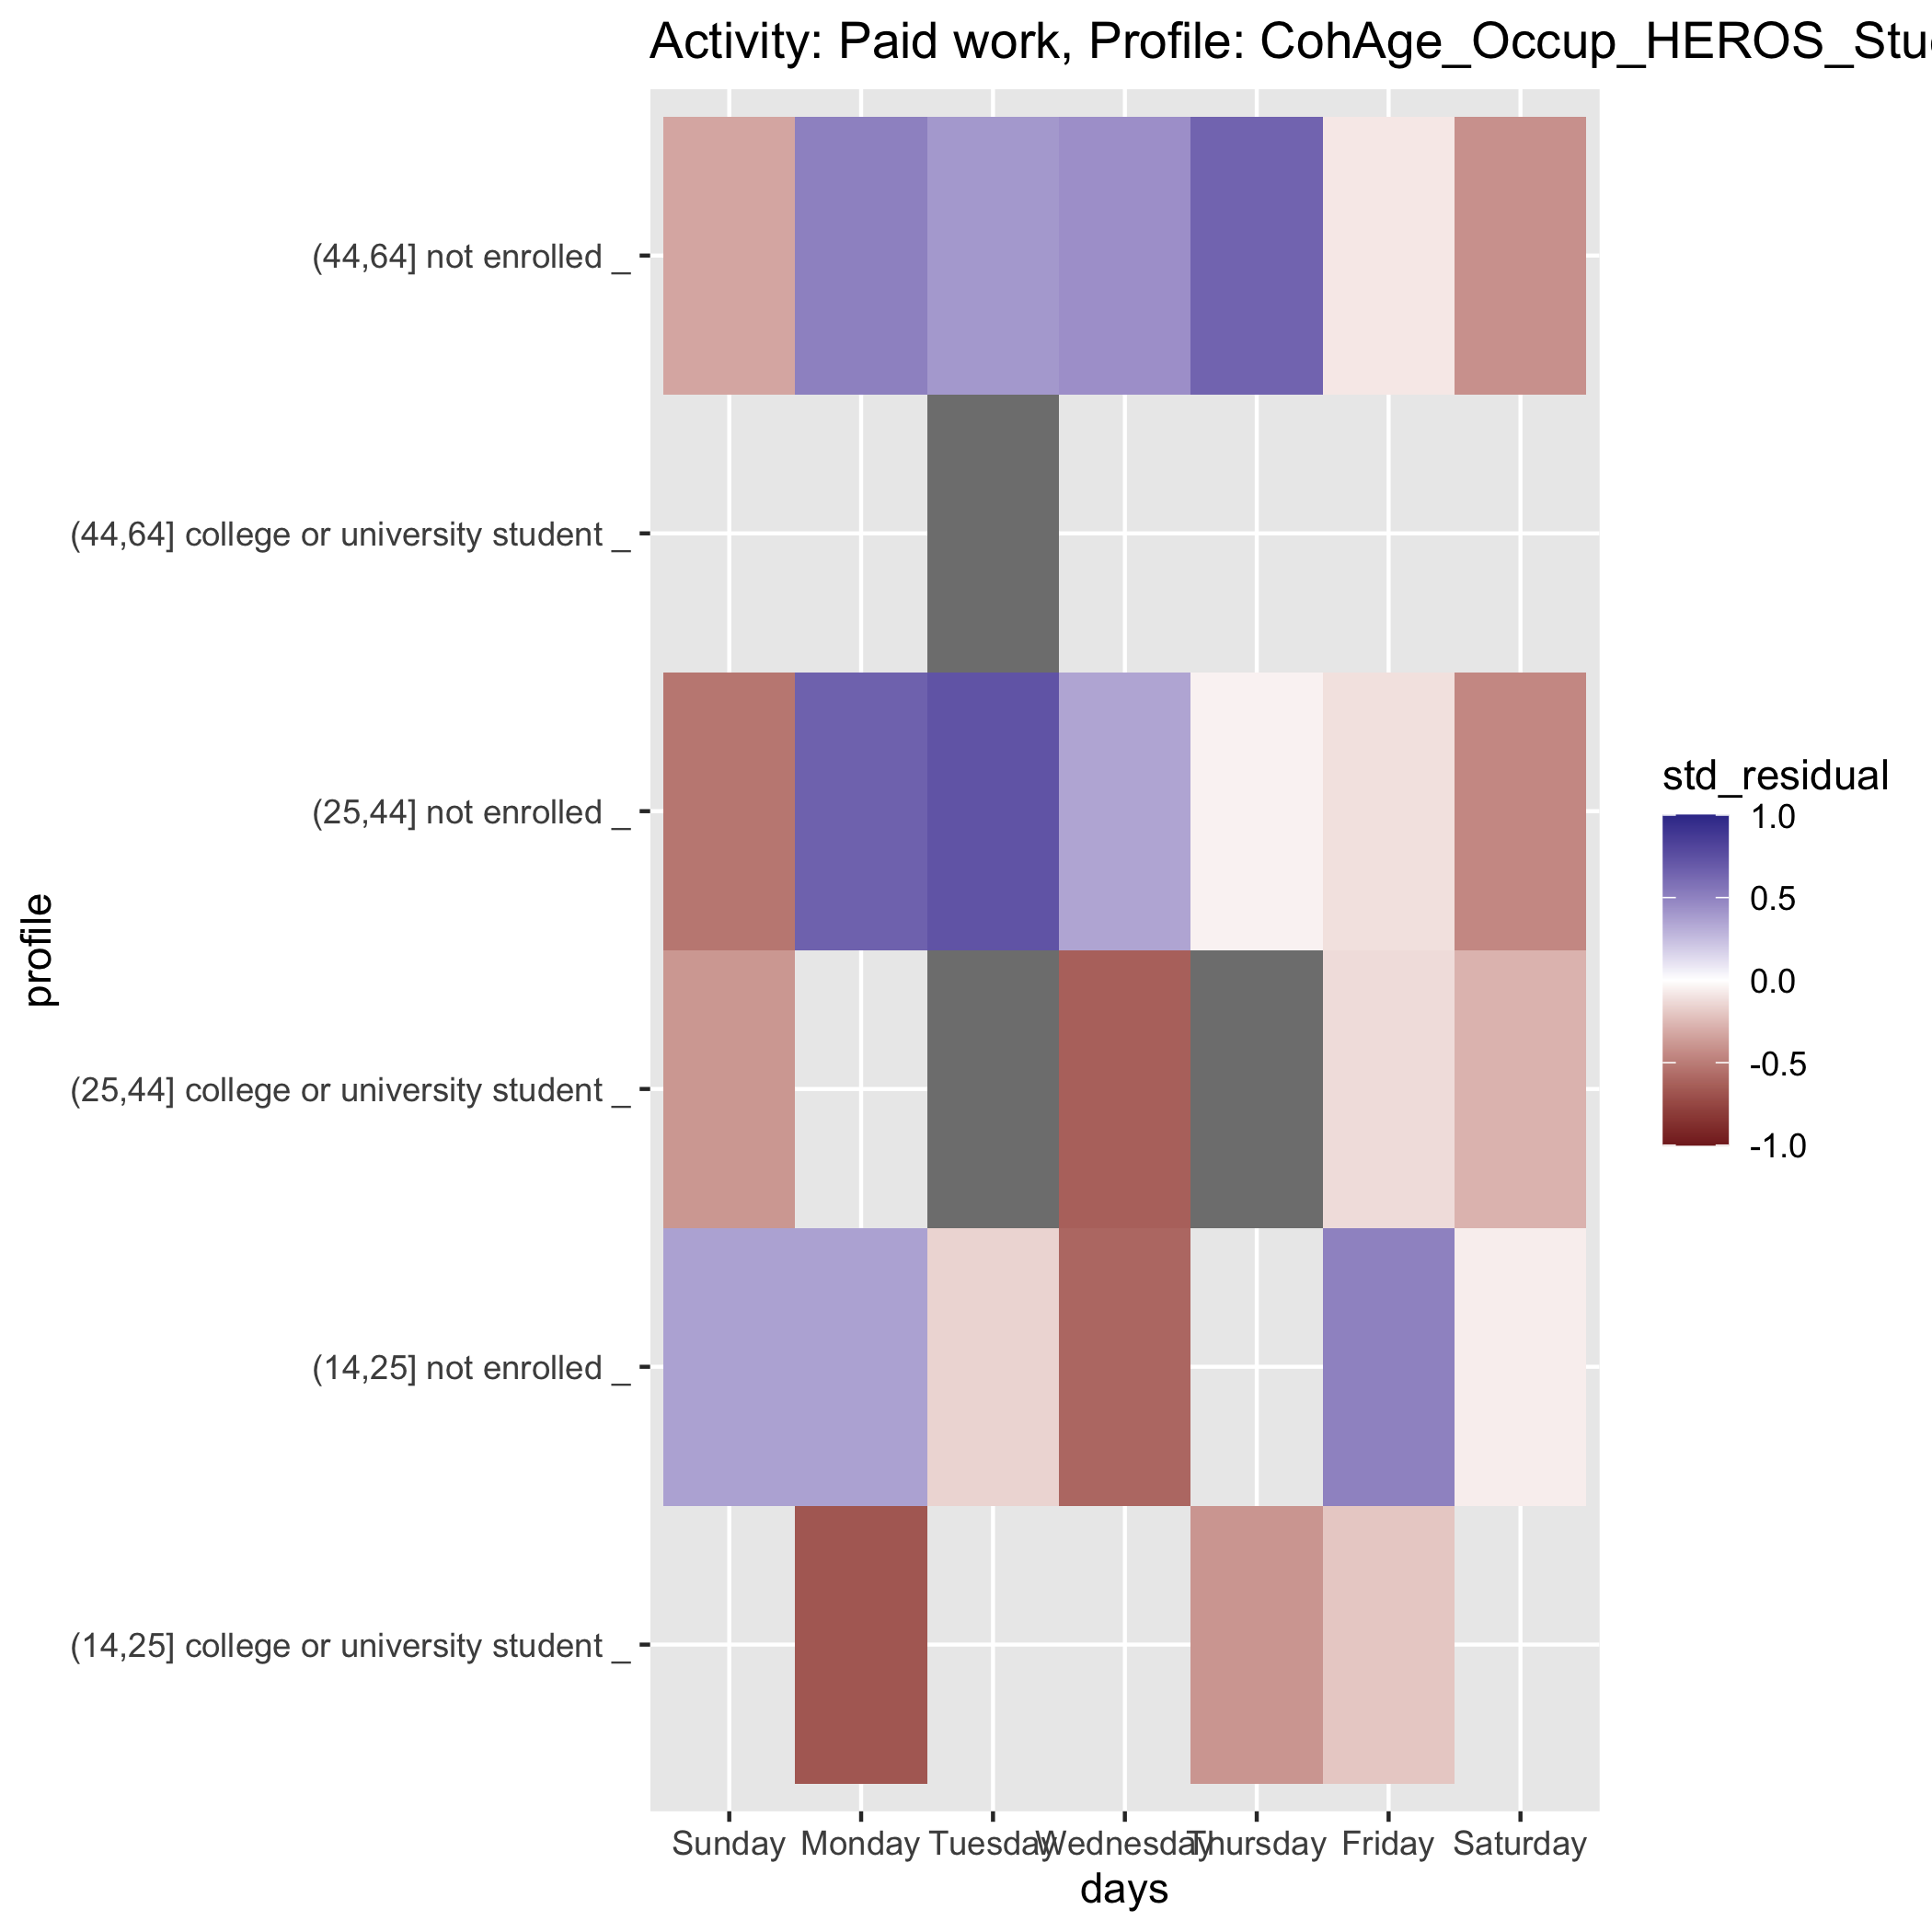 Activity: Paid work, Profile: CohAge_Occup_HEROS_Stu
(44,64] not enrolled _
(44,64] college or university student _
(25,44] not enrolled _
(25,44] college or university student _
(14,25] not enrolled _
(14,25] college or university student _
profile
Sunday Monday Tuesday Wednesday Thursday Friday Saturday
days
std_residual
1.0
0.5
0.0
-0.5
-1.0